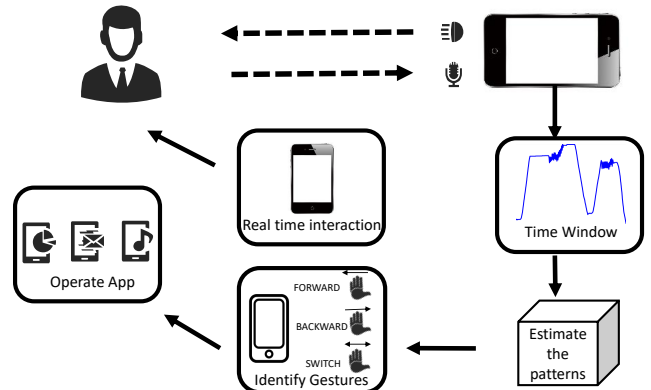 Real time interaction
Time Window
Operate App
FORWARD
BACKWARD
SWITCH
Identify Gestures
Estimate
the
patterns